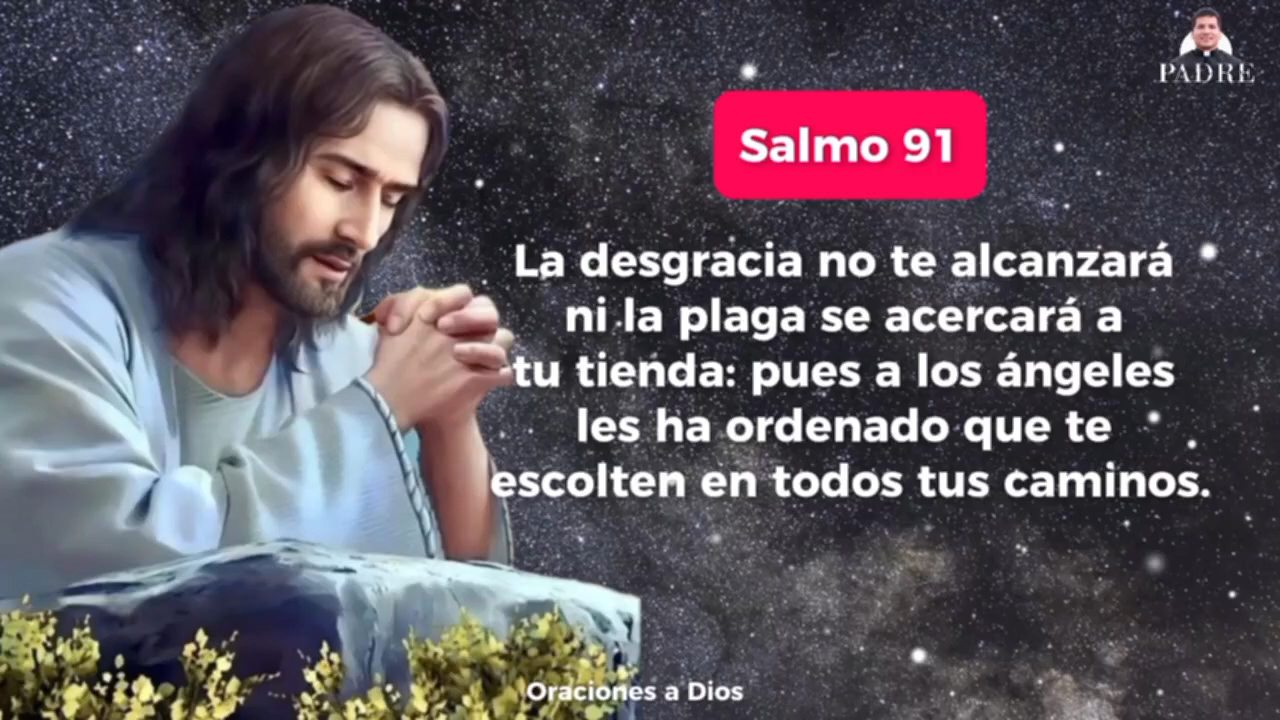 PADRE
Salmo 91
La desgracia no te alcanzará
ni la plaga se acercará a
tu tienda: pues a los ángeles
les ha ordenado que te
escolten en todos tus caminos.
Oraciones a Dios